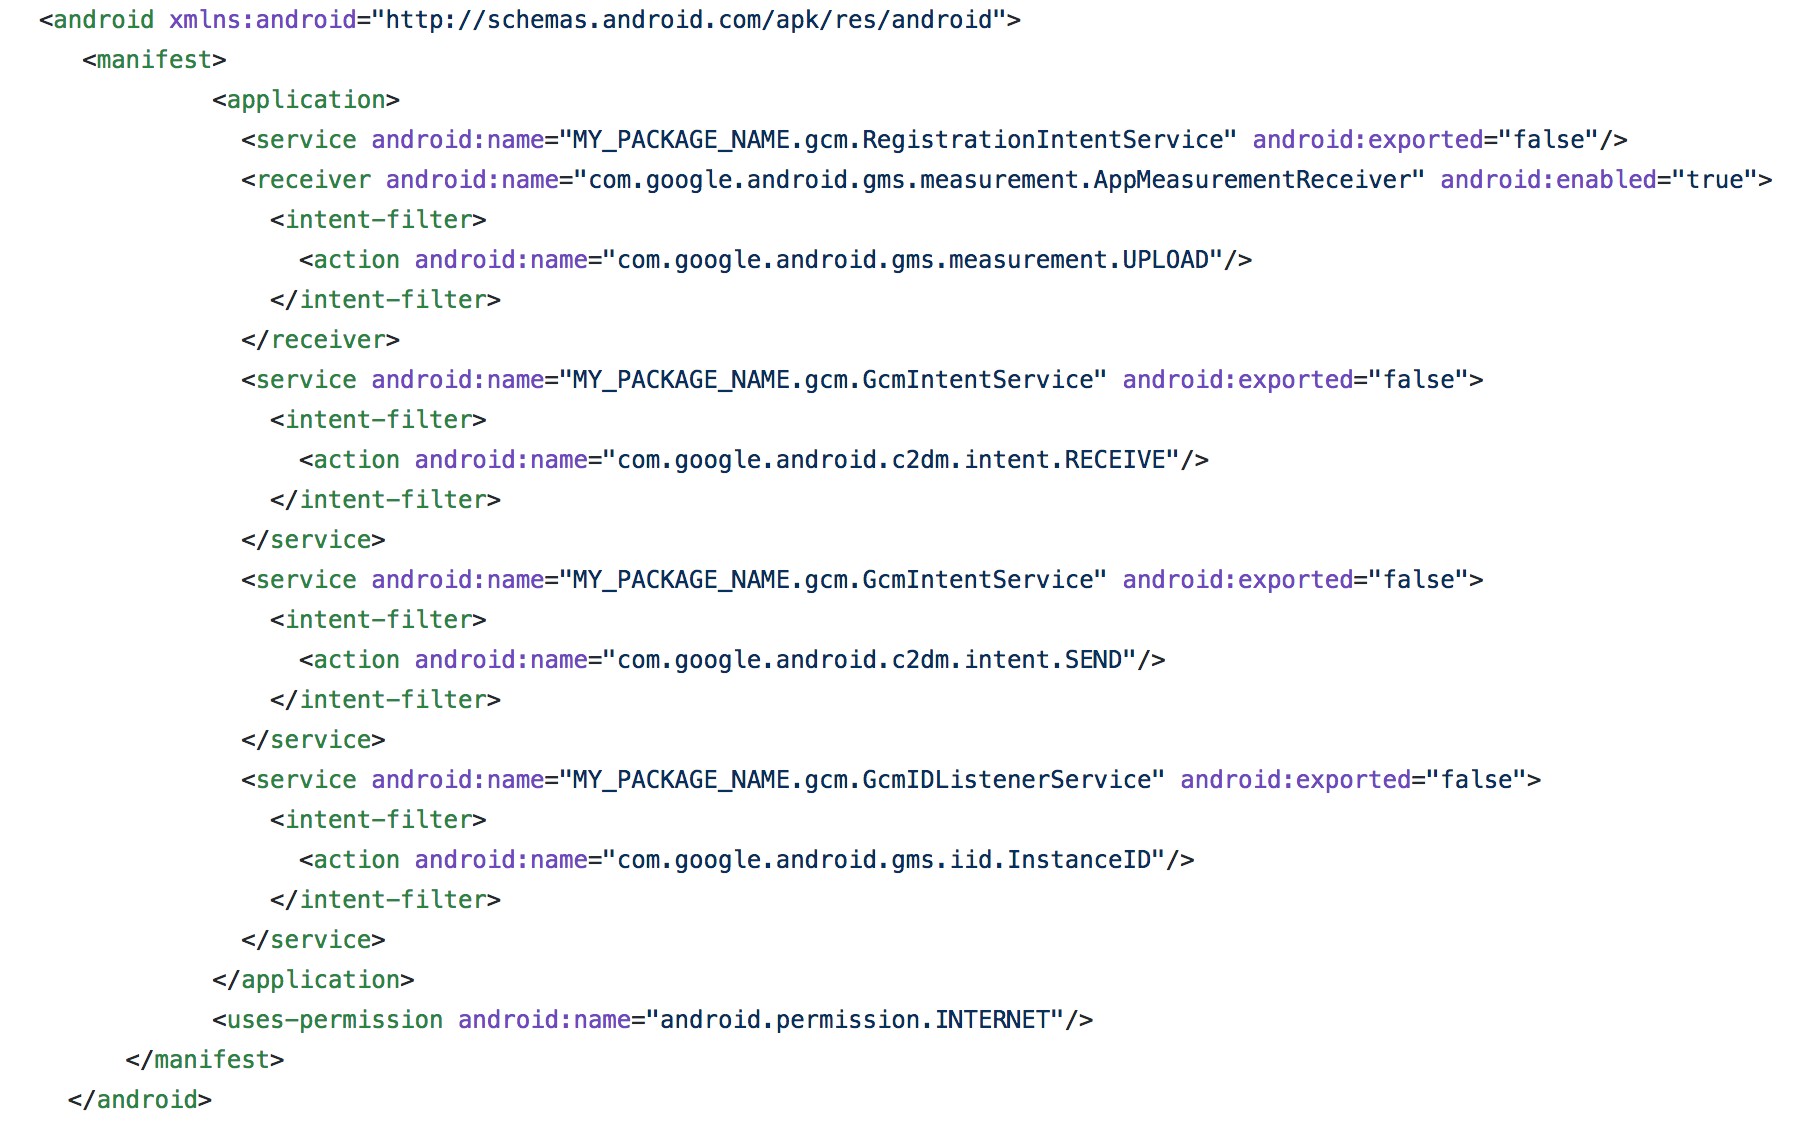 <android xmlns:android="http://schemas.android.com/apk/res/android">
<manifest>
<application>
<service android:name="MY_PACKAGE_NAME.gcm.RegistrationIntentService" android:exported="false"/>
<receiver android:name="com.google.android.gms.measurement.AppMeasurementReceiver" android:enabled="true">
<intent-filter>
<action android:name="com.google.android.gms.measurement.UPLOAD"/>
</intent-filter>
</receiver>
<service android:name="MY_PACKAGE_NAME.gcm.GcmIntentService" android:exported="false">
<intent-filter>
<action android:name="com.google.android.c2dm.intent.RECEIVE"/>
</intent-filter>
</service>
<service android:name="MY_PACKAGE_NAME.gcm.GcmIntentService" android:exported="false">
<intent-filter>
<action android:name="com.google.android.c2dm.intent.SEND"/>
</intent-filter>
</service>
<service android:name="MY_PACKAGE_NAME.gcm.GcmIDListenerService" android:exported="false">
<intent-filter>
<action android:name="com.google.android.gms.iid.InstanceID"/>
</intent-filter>
</service>
</application>
<uses-permission android:name="android.permission.INTERNET"/>
</manifest>
</android>